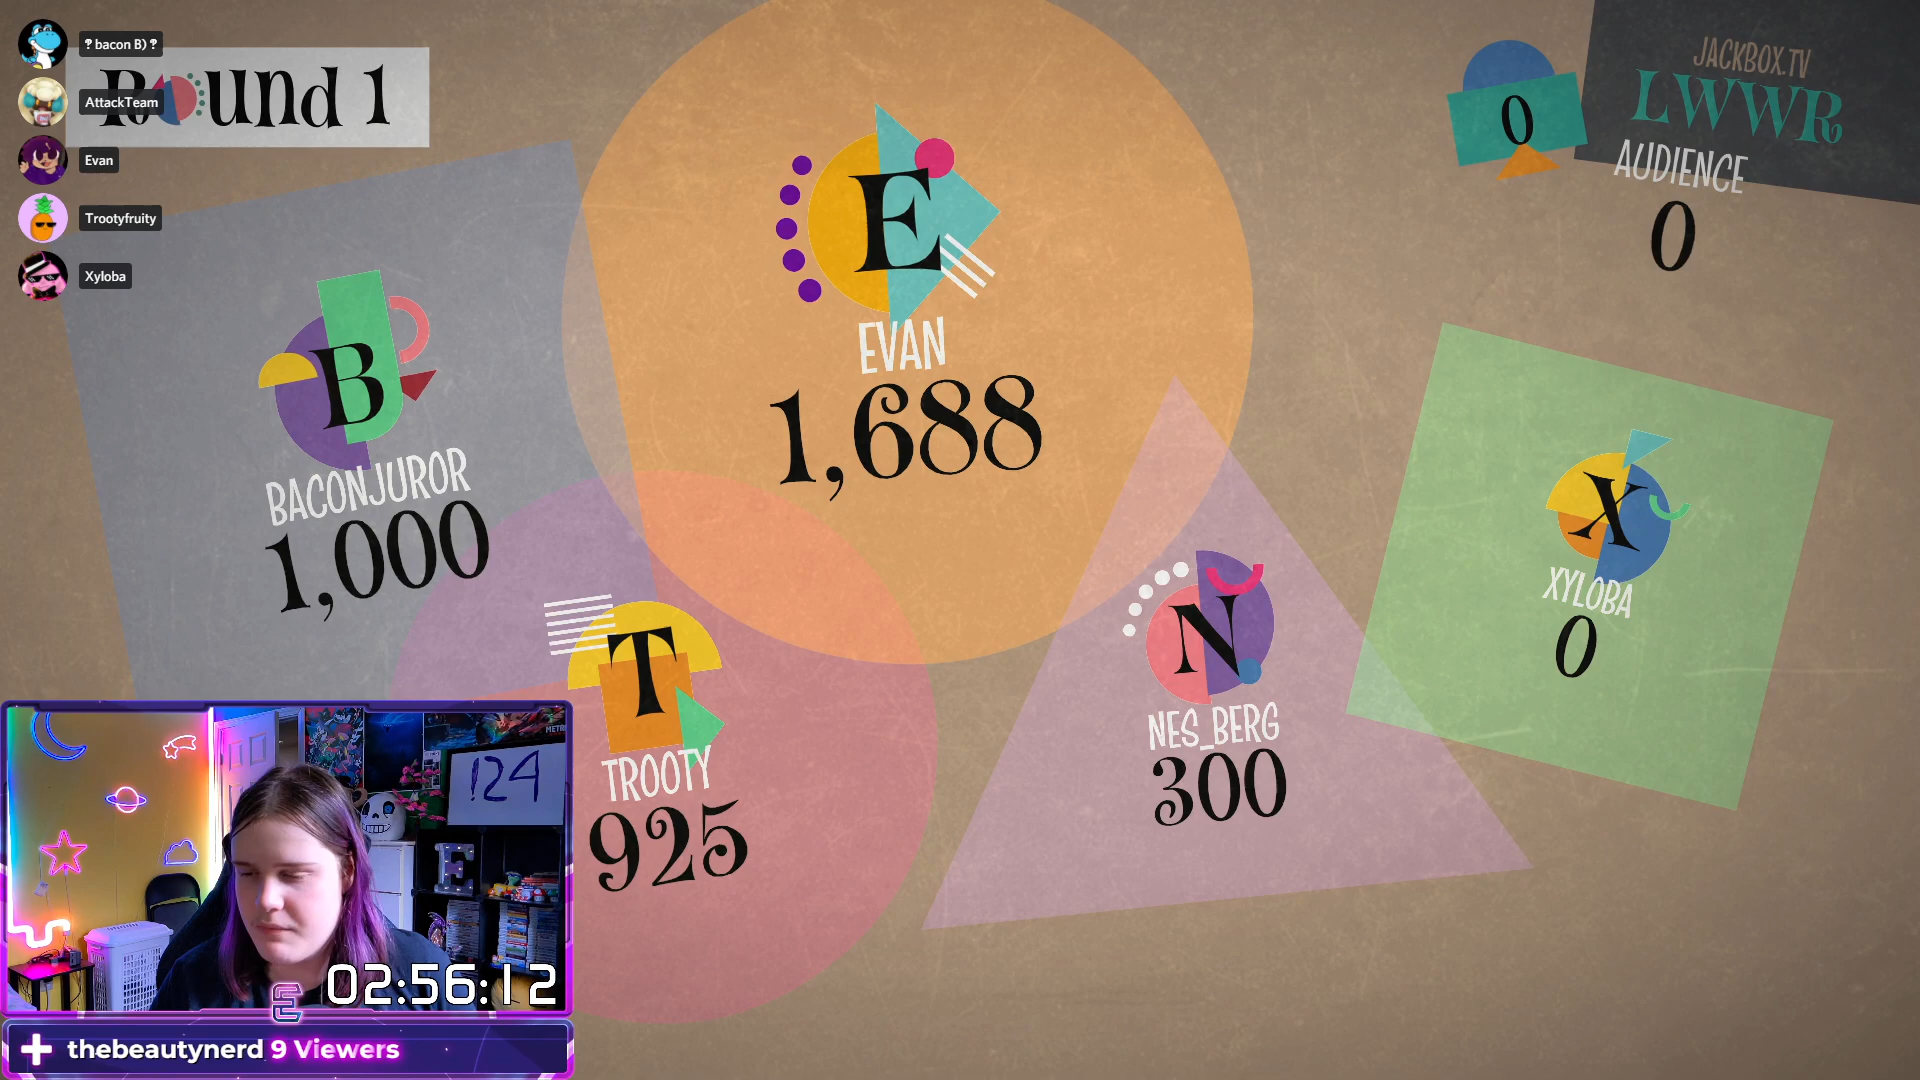 ? bacon B) ?
AttackTeam
Evan
Trootyfruity
Xyloba
Round 1
JACKBOX.TV
LWWR
0
AUDIENCE
0
E
EVAN
1,688
B
BACONJUROR
1,000
X
XYLOBA
0
N
NES_BERG
300
T
TROOTY
925
!24
E
02:56:12
E
thebeautynerd 9 Viewers